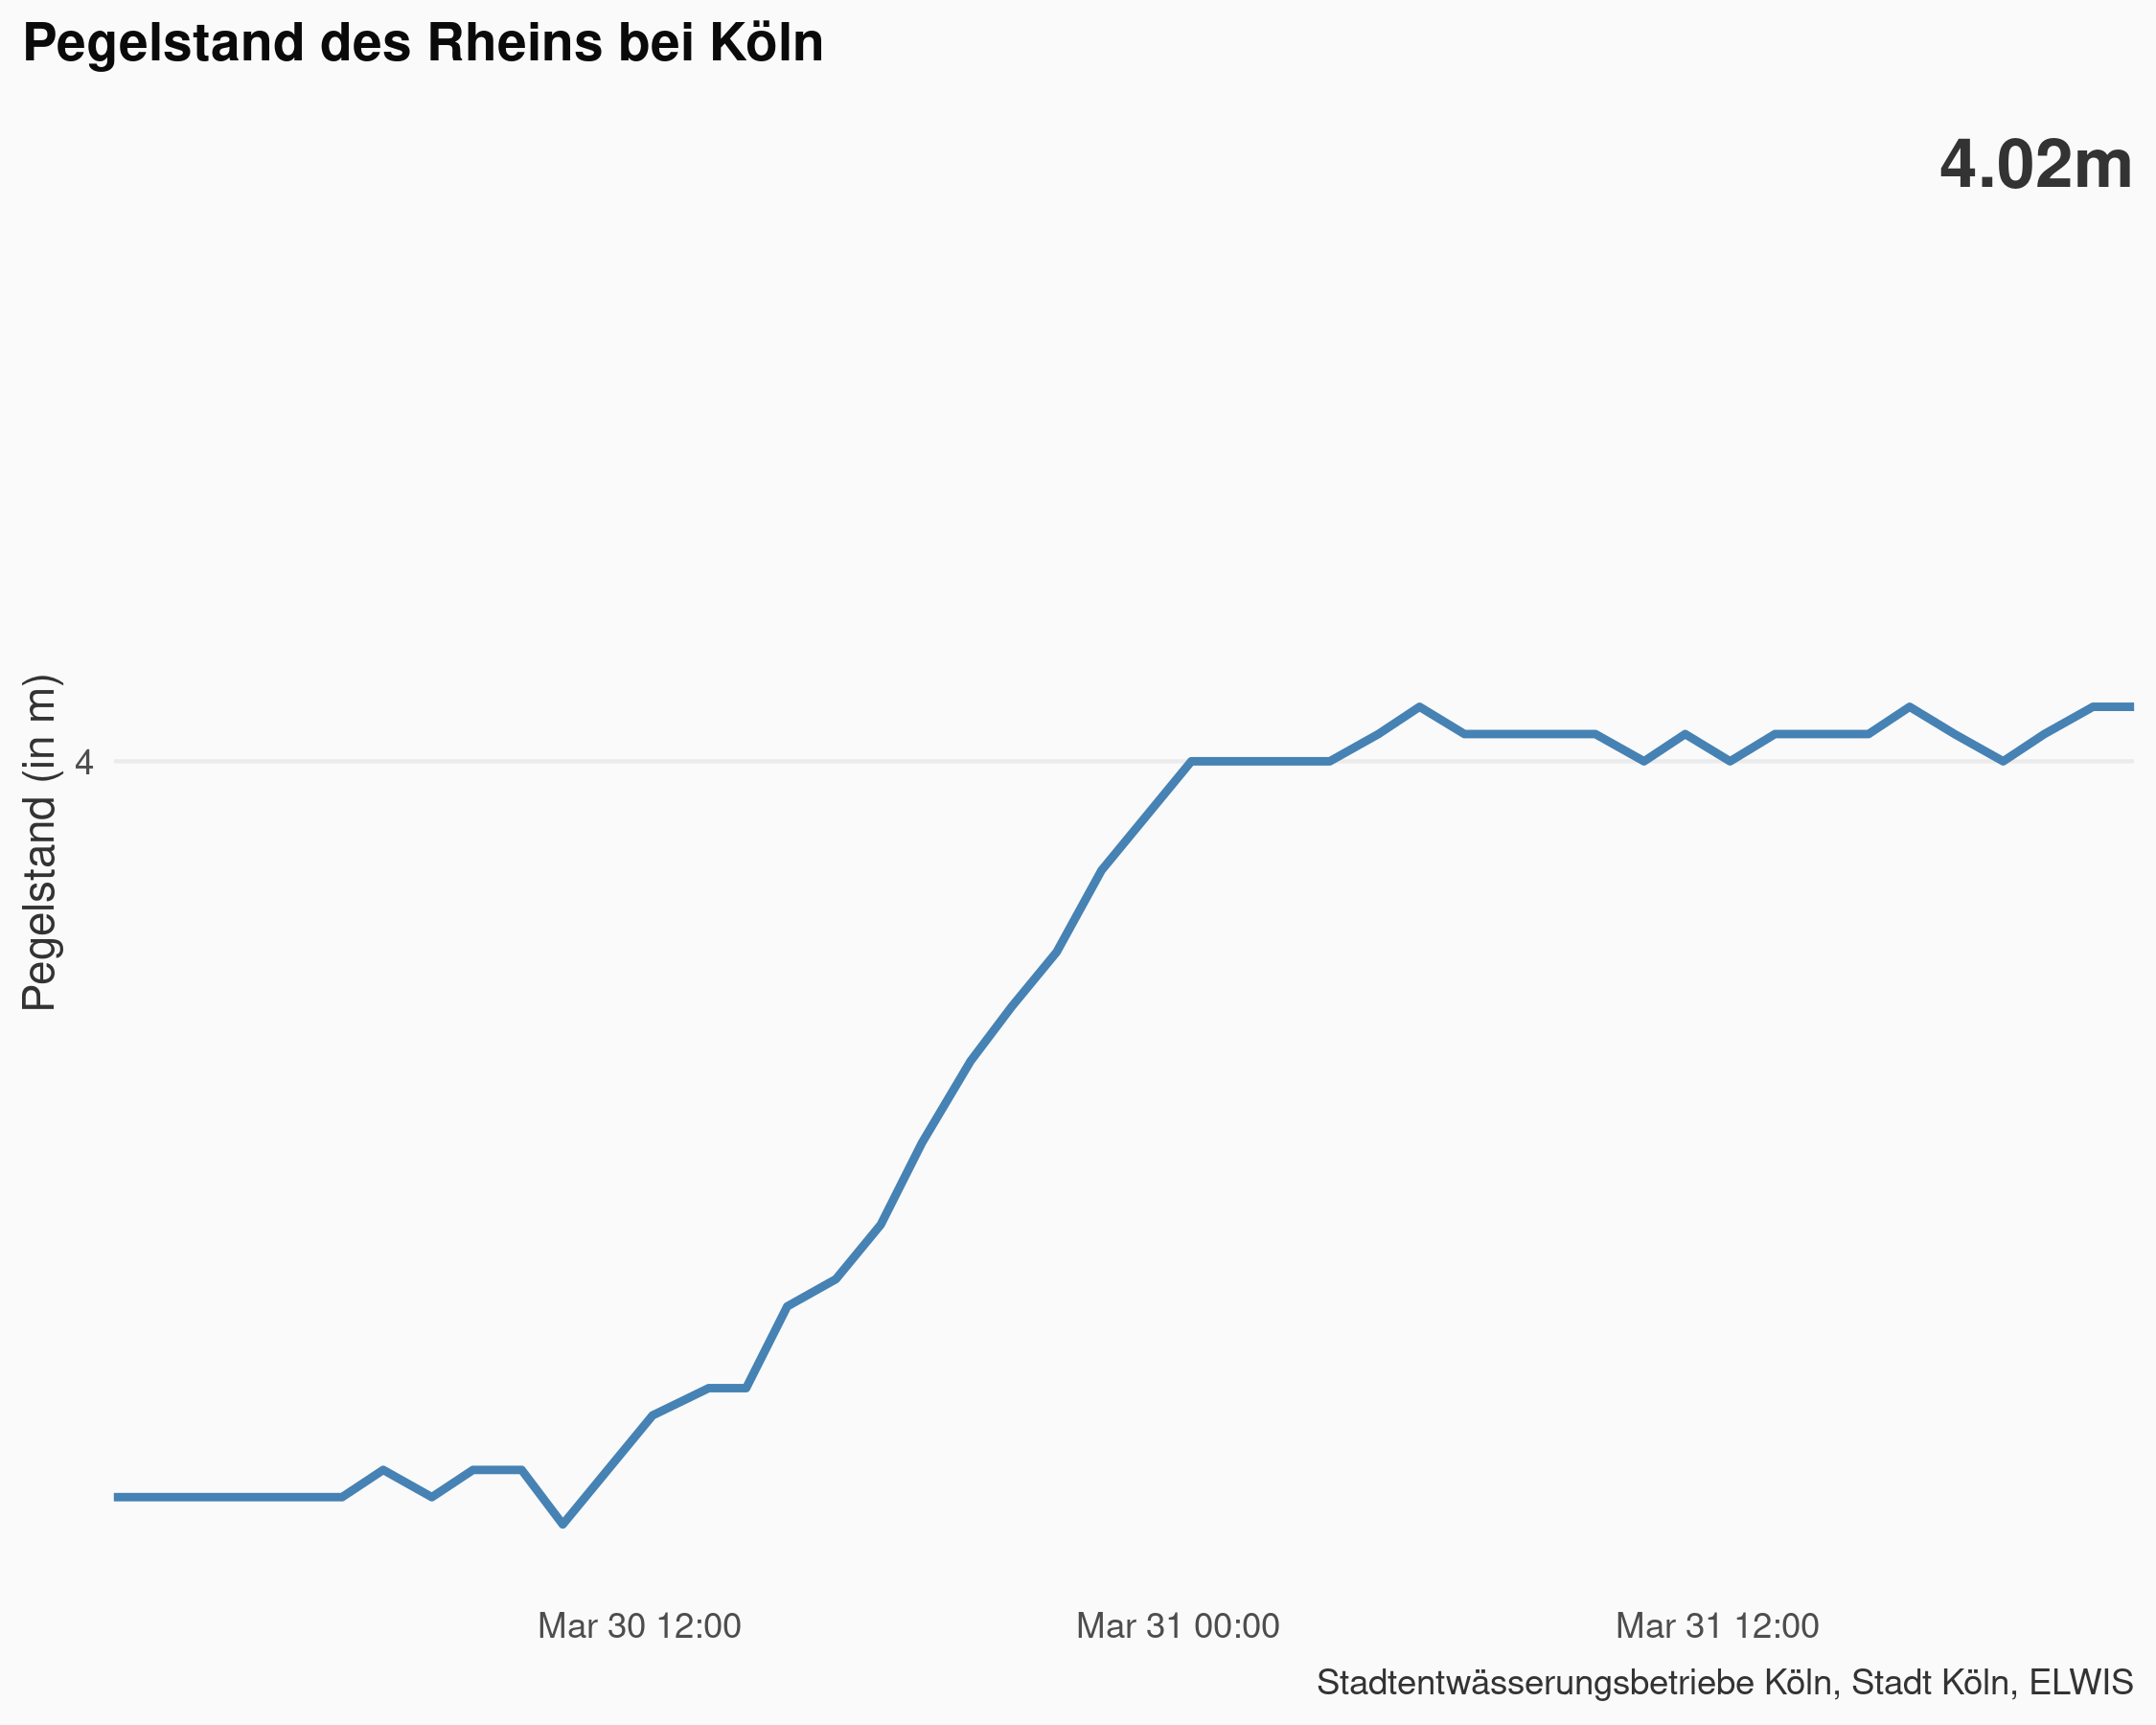 Pegelstand des Rheins bei Köln
4.02m
Pegelstand (in m)
4
Mar 30 12:00
Mar 31 00:00
Mar 31 12:00
Stadtentwässerungsbetriebe Köln, Stadt Köln, ELWIS